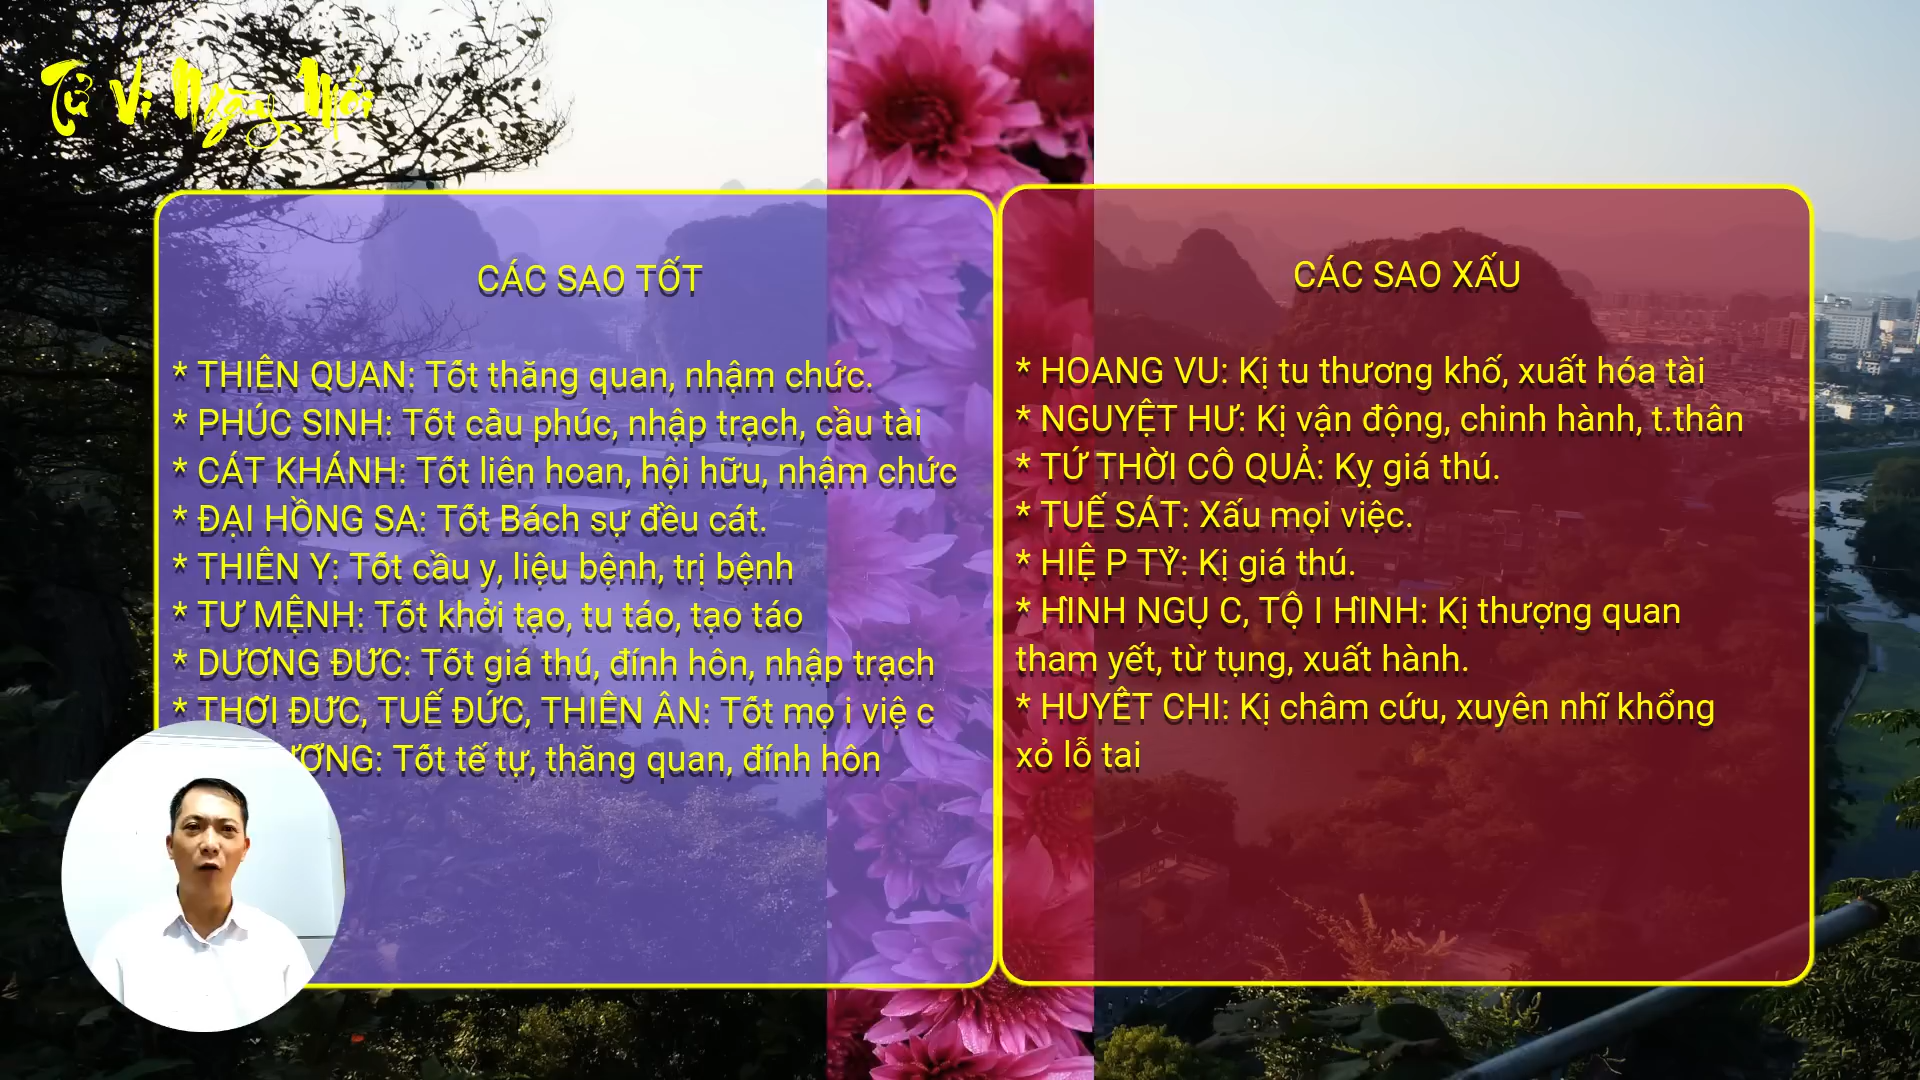 Tử Vi Ngày Mới
CÁC SAO TỐT
* THIÊN QUAN: Tốt thăng quan, nhậm chức.
* PHÚC SINH: Tốt cầu phúc, nhập trạch, cầu tài
* CÁT KHÁNH: Tốt liên hoan, hội hữu, nhậm chức
* ĐẠI HỒNG SA: Tốt Bách sự đều cát.
* THIÊN Y: Tốt cầu y, liệu bệnh, trị bệnh
* TƯ MỆNH: Tốt khởi tạo, tu táo, tạo táo
* DƯƠNG ĐỨC: Tốt giá thú, đính hôn, nhập trạch
* THỜI ĐỨC, TUẾ ĐỨC, THIÊN ÂN: Tốt mọ i việ c
ƯƠNG: Tốt tế tự, thăng quan, đính hôn
CÁC SAO XẤU
* HOANG VU: Kị tu thương khố, xuất hóa tài
* NGUYỆT HƯ: Kị vận động, chinh hành, t.thân
* TỨ THỜI CÔ QUẢ: Kỵ giá thú.
* TUẾ SÁT: Xấu mọi việc.
* HIỆ P TỶ: Kị giá thú.
* HÌNH NGỤ C, TỘ I HÌNH: Kị thượng quan
tham yết, từ tụng, xuất hành.
* HUYẾT CHI: Kị châm cứu, xuyên nhĩ khổng
xỏ lỗ tai